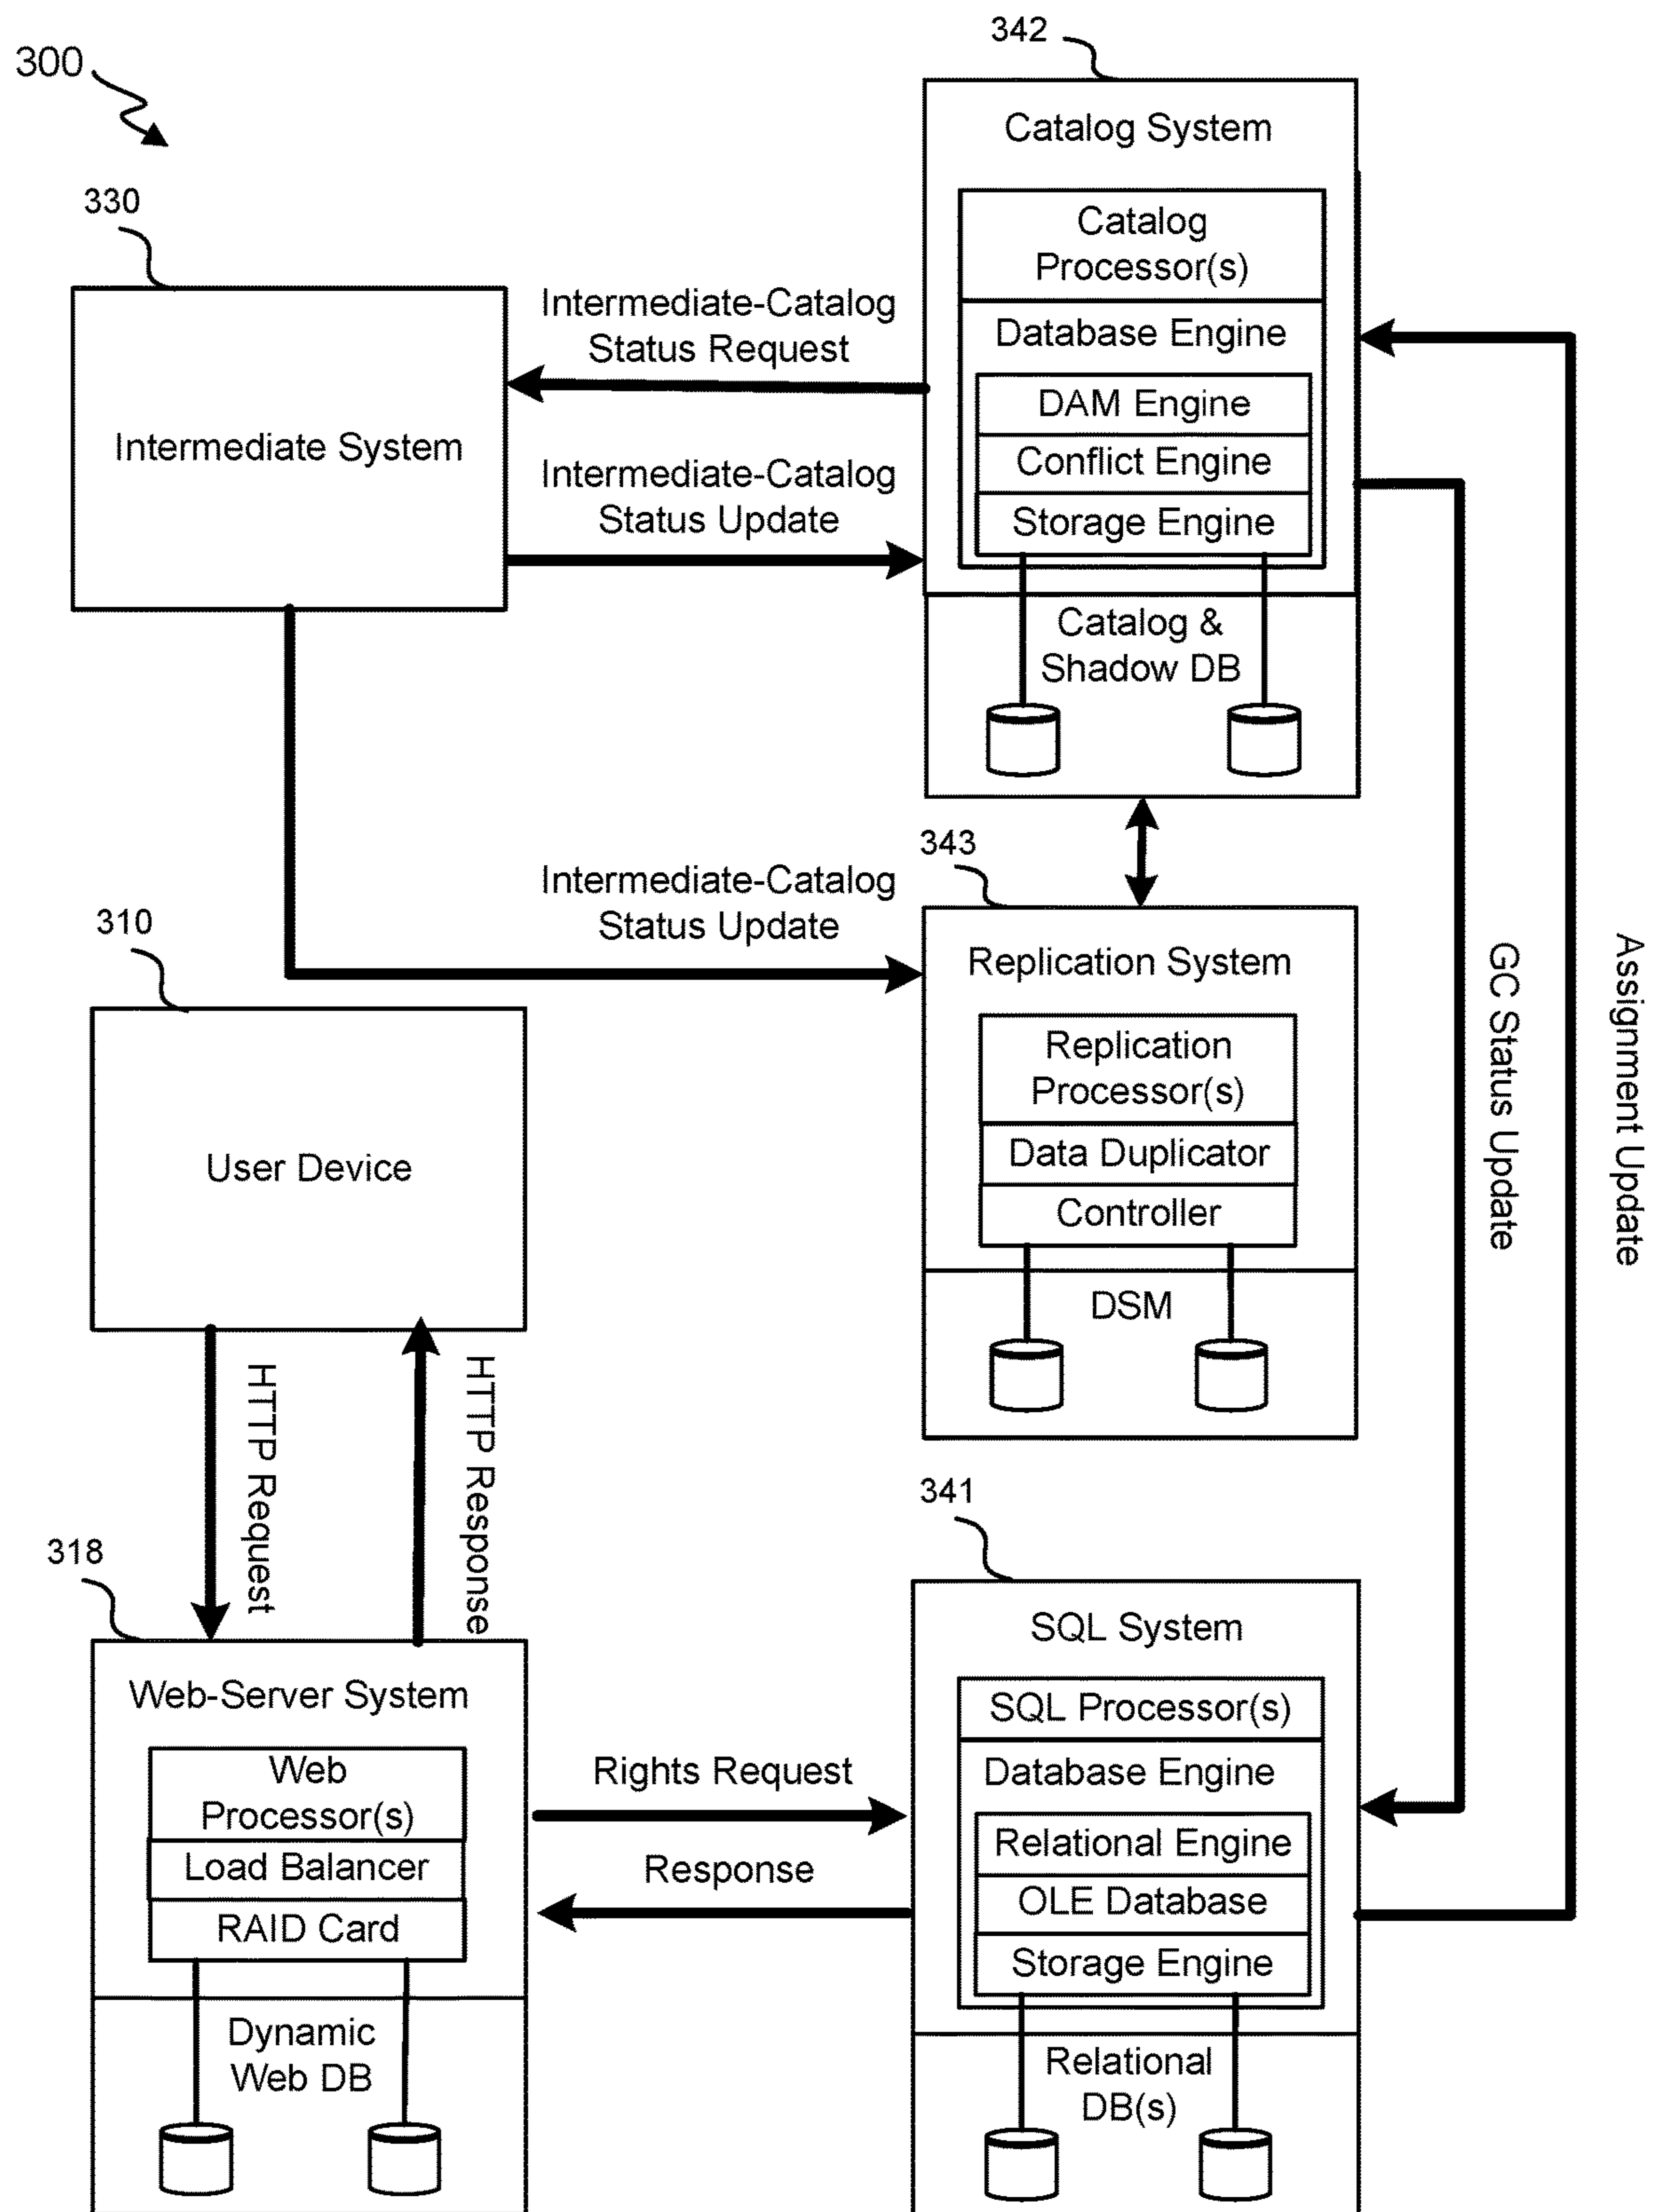 300
342
Catalog System
Catalog
Processor(s)
Database Engine
DAM Engine
Conflict Engine
Storage Engine
Catalog &
Shadow DB
330
Intermediate System
Intermediate-Catalog
Status Request
Intermediate-Catalog
Status Update
Intermediate-Catalog
Status Update
343
Replication System
Replication
Processor(s)
Data Duplicator
Controller
DSM
GC Status Update
Assignment Update
310
User Device
HTTP Request
HTTP Response
318
Web-Server System
Web
Processor(s)
Load Balancer
RAID Card
Dynamic
Web DB
Rights Request
Response
341
SQL System
SQL Processor(s)
Database Engine
Relational Engine
OLE Database
Storage Engine
Relational
DB(s)